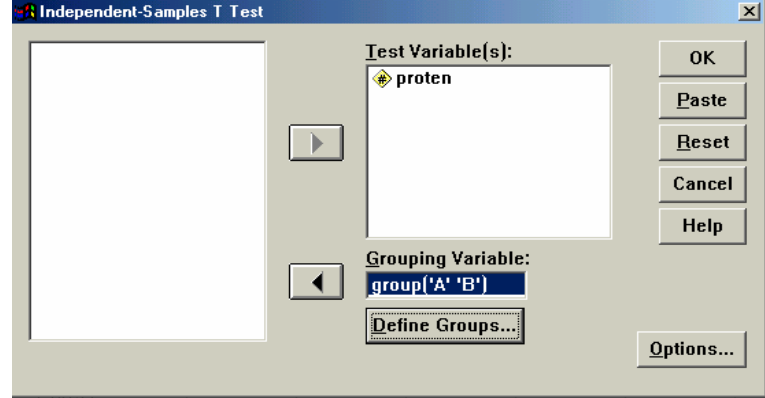 Independent-Samples T Test
Test Variable(s):
# proten
Grouping Variable:
group('A' 'B')
Define Groups...
OK
Paste
Reset
Cancel
Help
Options...